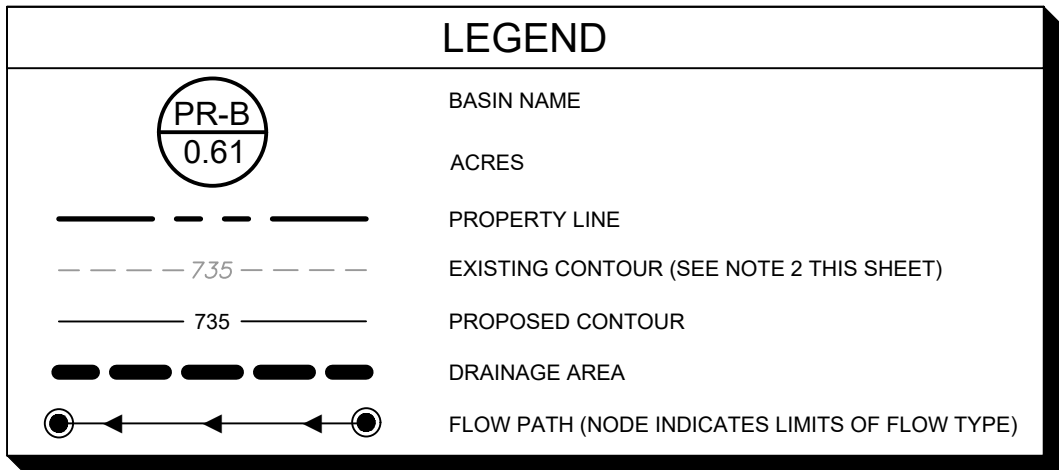 LEGEND
PR-B
0.61
BASIN NAME
ACRES
PROPERTY LINE
735
EXISTING CONTOUR (SEE NOTE 2 THIS SHEET)
735
PROPOSED CONTOUR
DRAINAGE AREA
FLOW PATH (NODE INDICATES LIMITS OF FLOW TYPE)